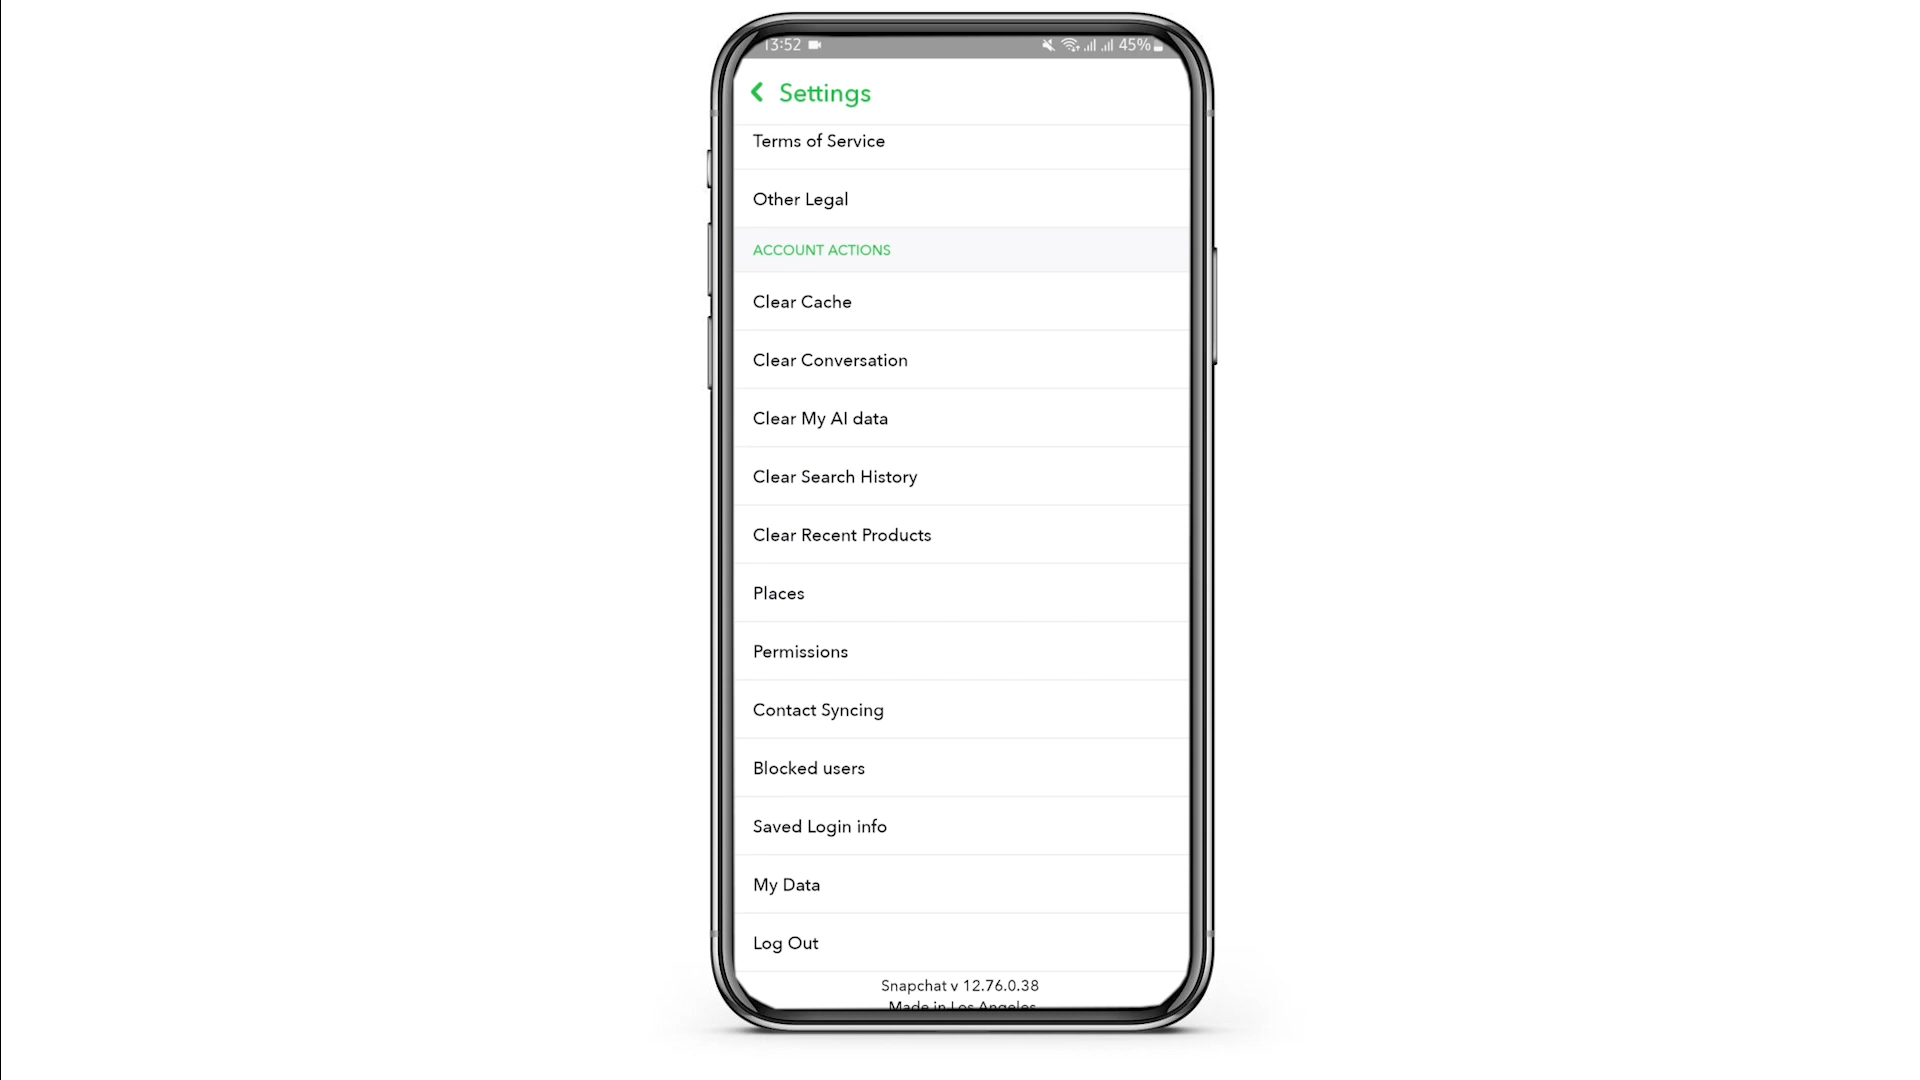 13:52 45%
Settings
Terms of Service
Other Legal
ACCOUNT ACTIONS
Clear Cache
Clear Conversation
Clear My AI data
Clear Search History
Clear Recent Products
Places
Permissions
Contact Syncing
Blocked users
Saved Login info
My Data
Log Out
Snapchat v 12.76.0.38
Made in Los Angeles